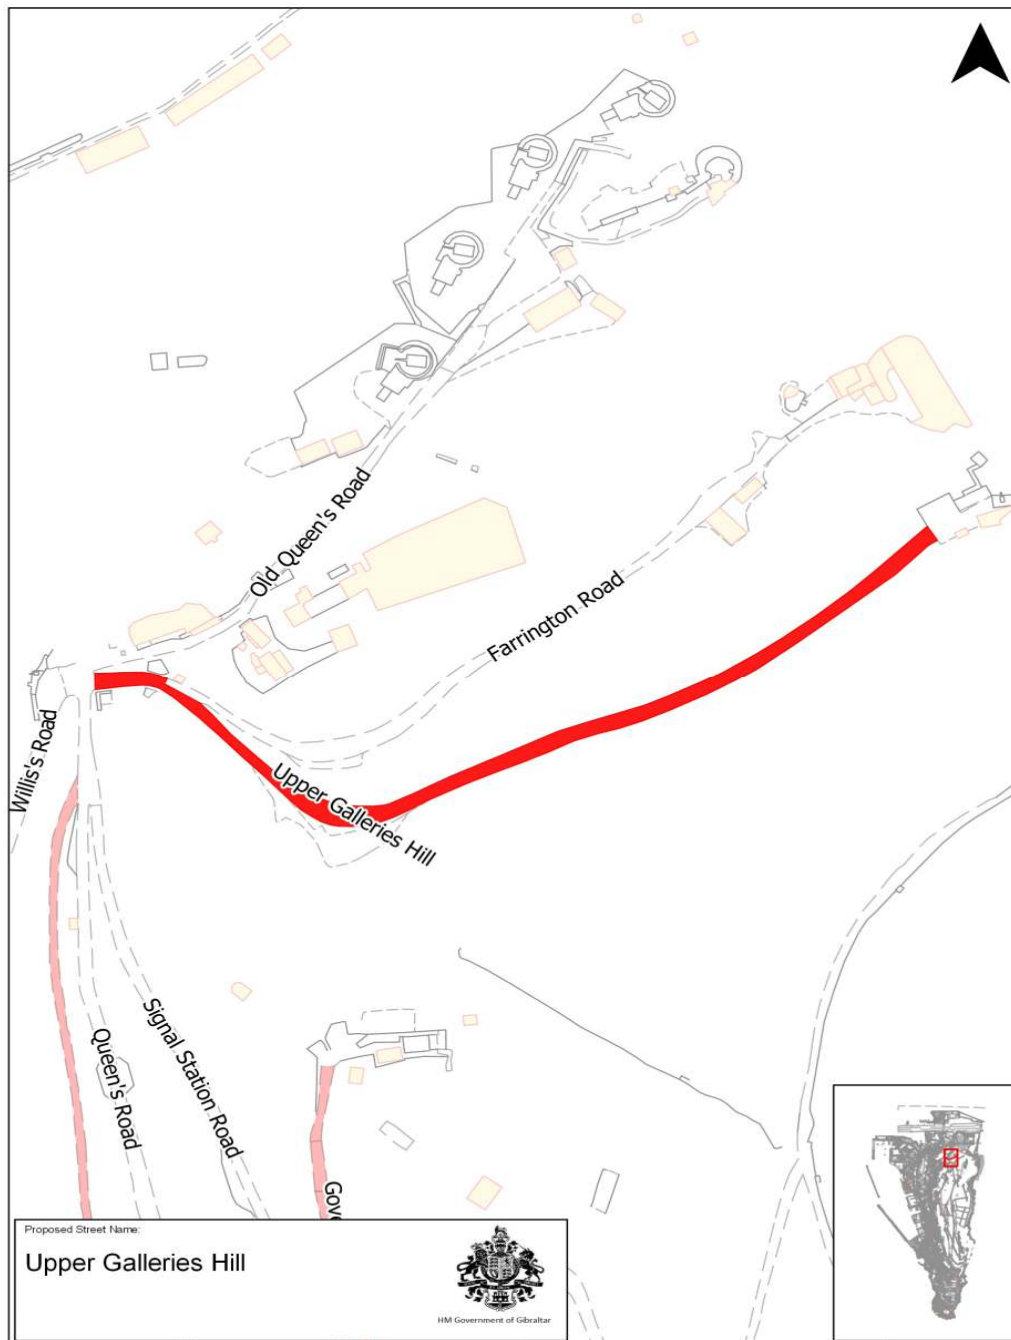 Old Queen's Road
Farrington Road
Willis's Road
Upper Galleries Hill
Signal Station Road
Queen's Road
Gove
Proposed Street Name:
Upper Galleries Hill
HM Government of Gibraltar